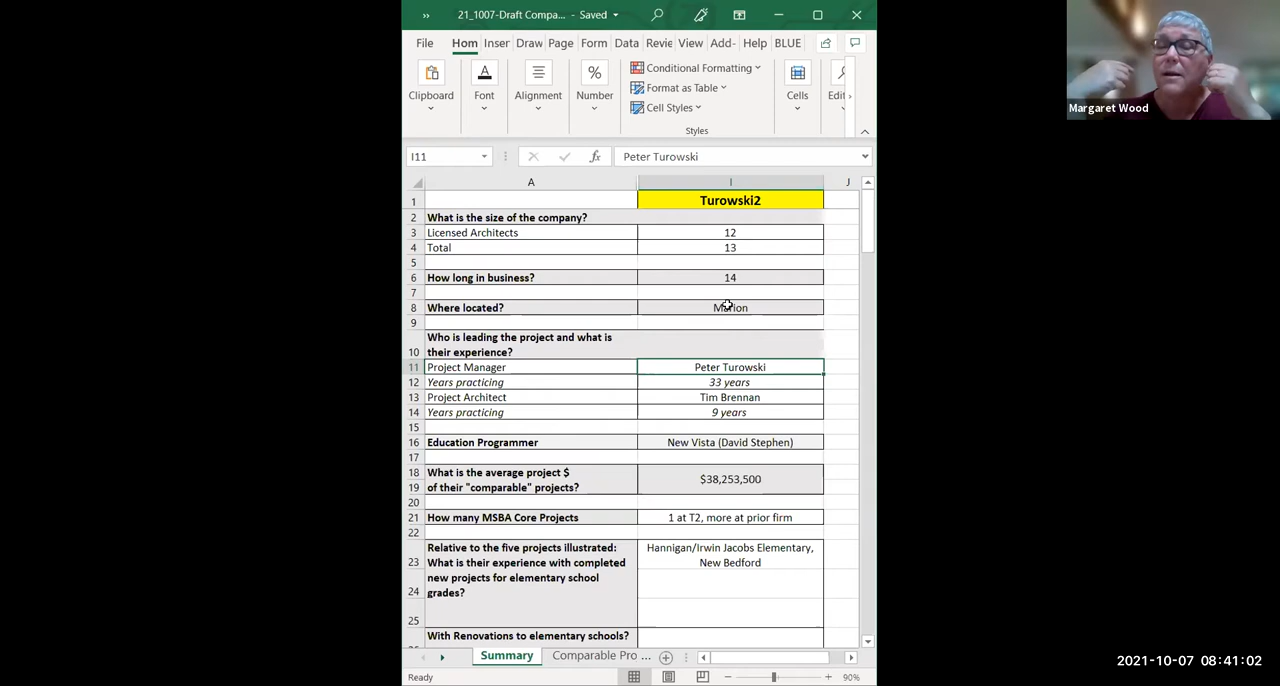 21_1007-Draft Compa... - Saved
File Hom Inser Draw Page Form Data Revie View Add- Help BLUE
Clipboard Font Alignment Number Conditional Formatting Format as Table Cell Styles Styles Cells Edit
I11 fx Peter Turowski
A I J
1 Turowski2
2 What is the size of the company?
3 Licensed Architects 12
4 Total 13
5
6 How long in business? 14
7
8 Where located? Marion
9
Who is leading the project and what is
10 their experience?
11 Project Manager Peter Turowski
12 Years practicing 33 years
13 Project Architect Tim Brennan
14 Years practicing 9 years
15
16 Education Programmer New Vista (David Stephen)
17
18 What is the average project $
19 of their "comparable" projects? $38,253,500
20
21 How many MSBA Core Projects 1 at T2, more at prior firm
22
Relative to the five projects illustrated: Hannigan/Irwin Jacobs Elementary,
23 What is their experience with completed New Bedford
new projects for elementary school
24 grades?
25
With Renovations to elementary schools?
Summary Comparable Pro ...
Ready 90%
Margaret Wood
2021-10-07 08:41:02